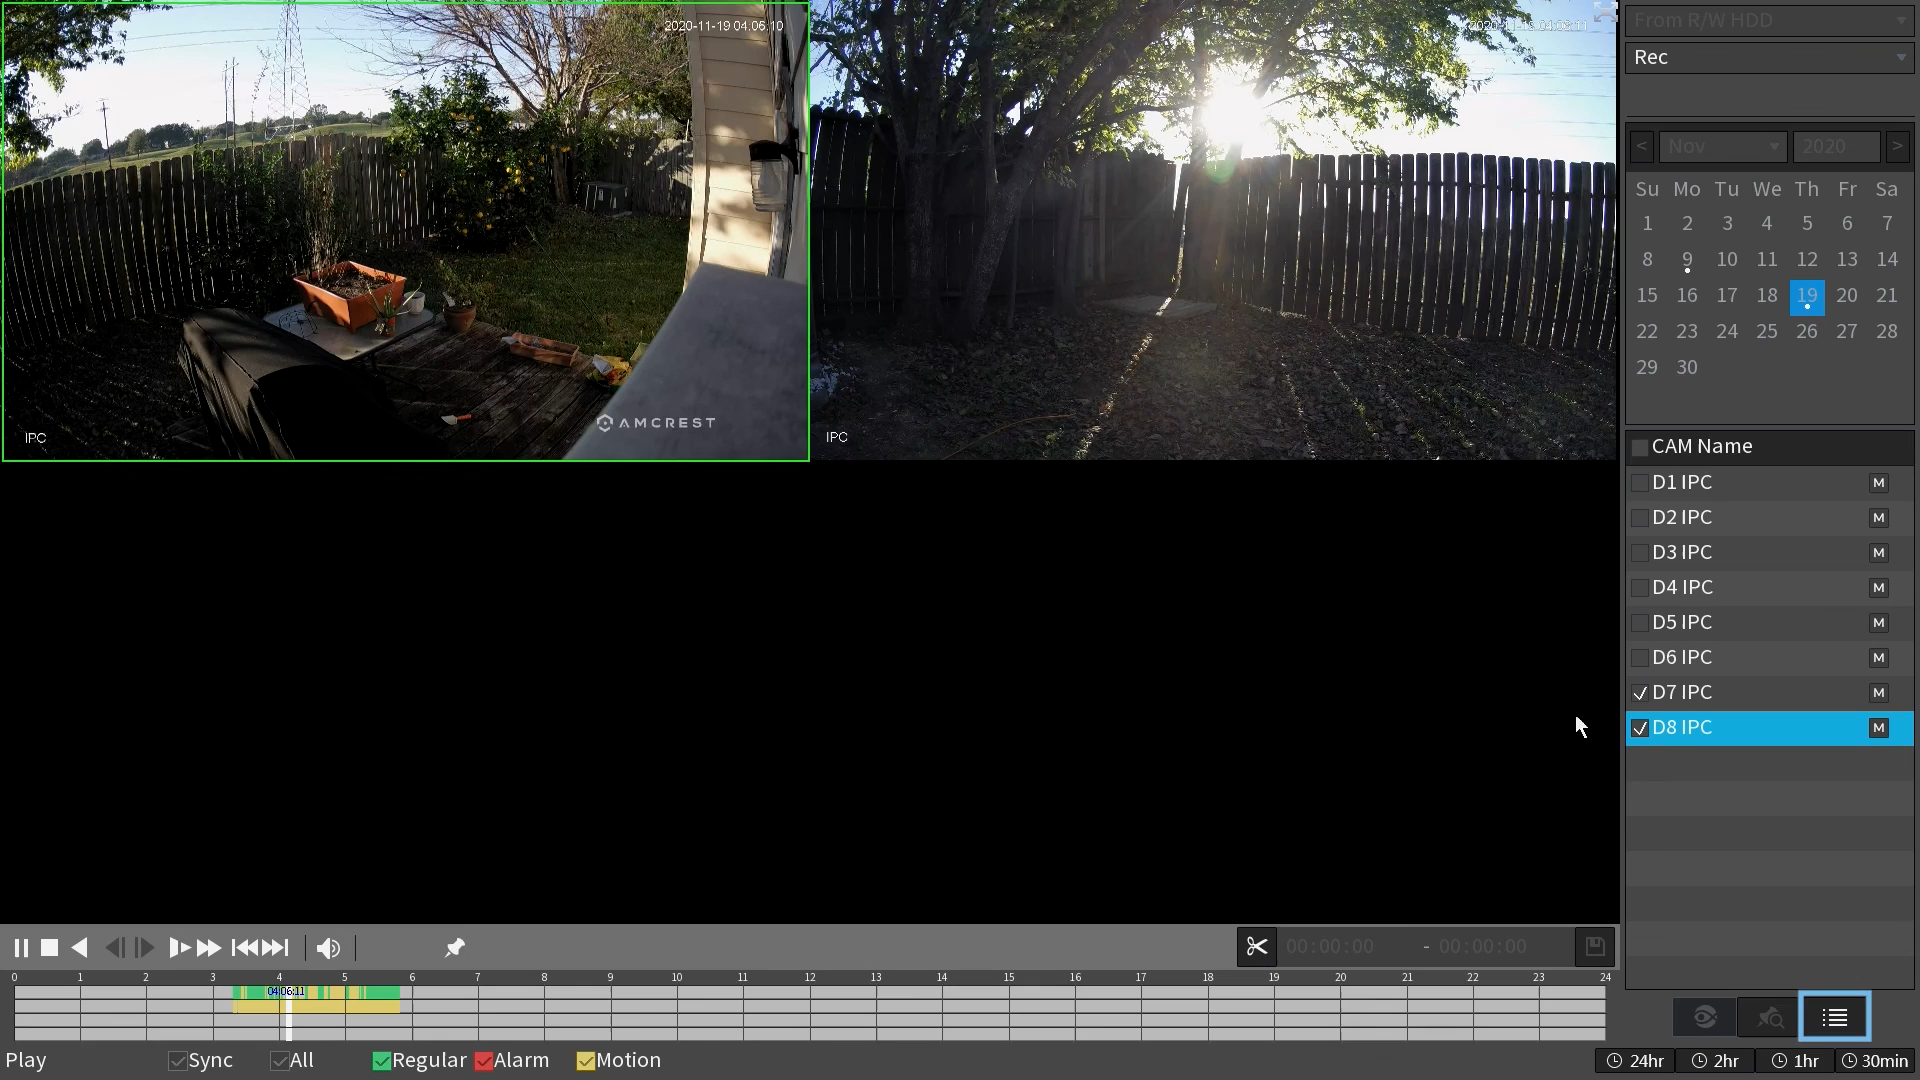 2020-11-19 04:06:10
IPC
AMCREST
IPC
From R/W HDD
Rec
< Nov 2020 >
Su Mo Tu We Th Fr Sa
1 2 3 4 5 6 7
8 9 10 11 12 13 14
15 16 17 18 19 20 21
22 23 24 25 26 27 28
29 30
CAM Name
D1 IPC M
D2 IPC M
D3 IPC M
D4 IPC M
D5 IPC M
D6 IPC M
D7 IPC M
D8 IPC M
00:00:00 - 00:00:00
0 1 2 3 4 5 6 7 8 9 10 11 12 13 14 15 16 17 18 19 20 21 22 23 24
04:06:11
Play Sync All Regular Alarm Motion
24hr 2hr 1hr 30min